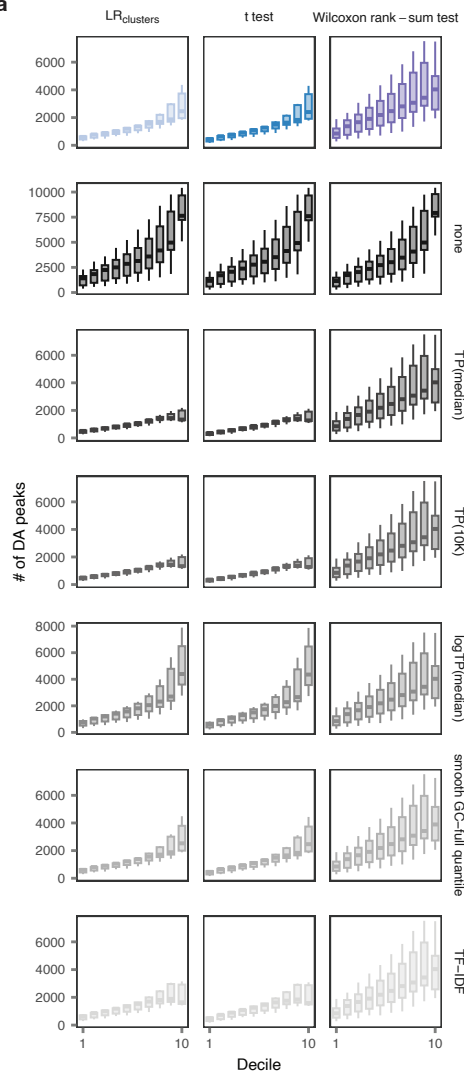 a
LRclusters
t test
Wilcoxon rank–sum test
6000
4000
2000
0
10000
7500
5000
2500
0
none
6000
4000
2000
0
TP(median)
# of DA peaks
6000
4000
2000
0
TP(10K)
8000
6000
4000
2000
0
logTP(median)
6000
4000
2000
0
smooth GC–full quantile
6000
4000
2000
0
TF–IDF
1 10 1 10 1 10
Decile